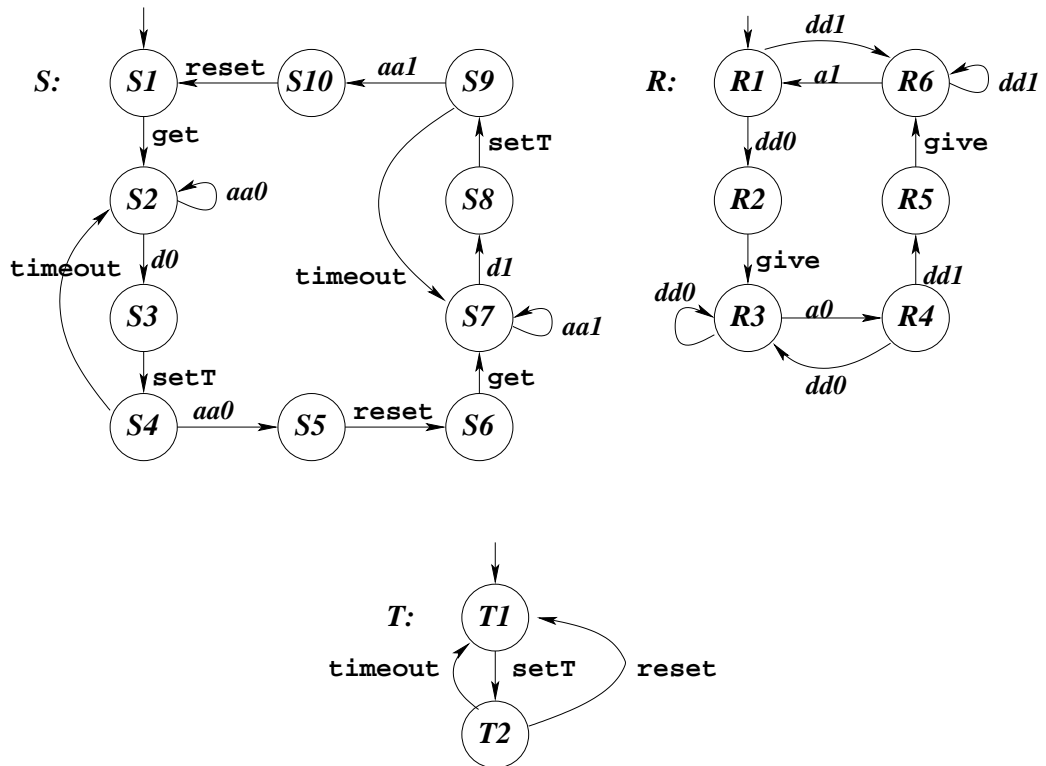 S:
S1
reset
S10
aa1
S9
get
setT
S2
aa0
S8
timeout
d0
timeout
d1
S3
S7
aa1
setT
get
S4
aa0
S5
reset
S6
R:
R1
dd1
a1
R6
dd1
dd0
give
R2
R5
give
dd1
dd0
R3
a0
R4
dd0
T:
T1
timeout
setT
reset
T2